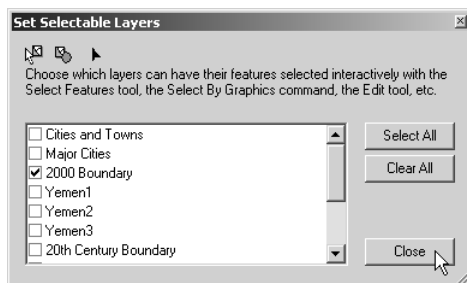 Set Selectable Layers
Choose which layers can have their features selected interactively with the
Select Features tool, the Select By Graphics command, the Edit tool, etc.
Cities and Towns
Major Cities
2000 Boundary
Yemen1
Yemen2
Yemen3
20th Century Boundary
Select All
Clear All
Close